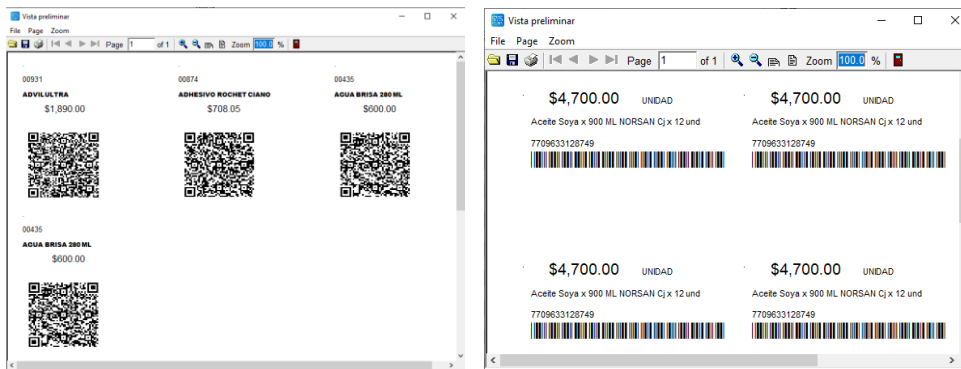 Vista preliminar
File Page Zoom
Page 1 of 1 Zoom 100.0 %
00931 00874 00435
ADVILULTRA ADHESIVO ROCHET CIANO AGUA BRISA 280 ML
$1,890.00 $708.05 $600.00
00435
AGUA BRISA 280 ML
$600.00
Vista preliminar
File Page Zoom
Page 1 of 1 Zoom 100.0 %
$4,700.00 UNIDAD $4,700.00 UNIDAD
Aceite Soya x 900 ML NORSAN Cj x 12 und Aceite Soya x 900 ML NORSAN Cj x 12 und
7709633128749 7709633128749
$4,700.00 UNIDAD $4,700.00 UNIDAD
Aceite Soya x 900 ML NORSAN Cj x 12 und Aceite Soya x 900 ML NORSAN Cj x 12 und
7709633128749 7709633128749